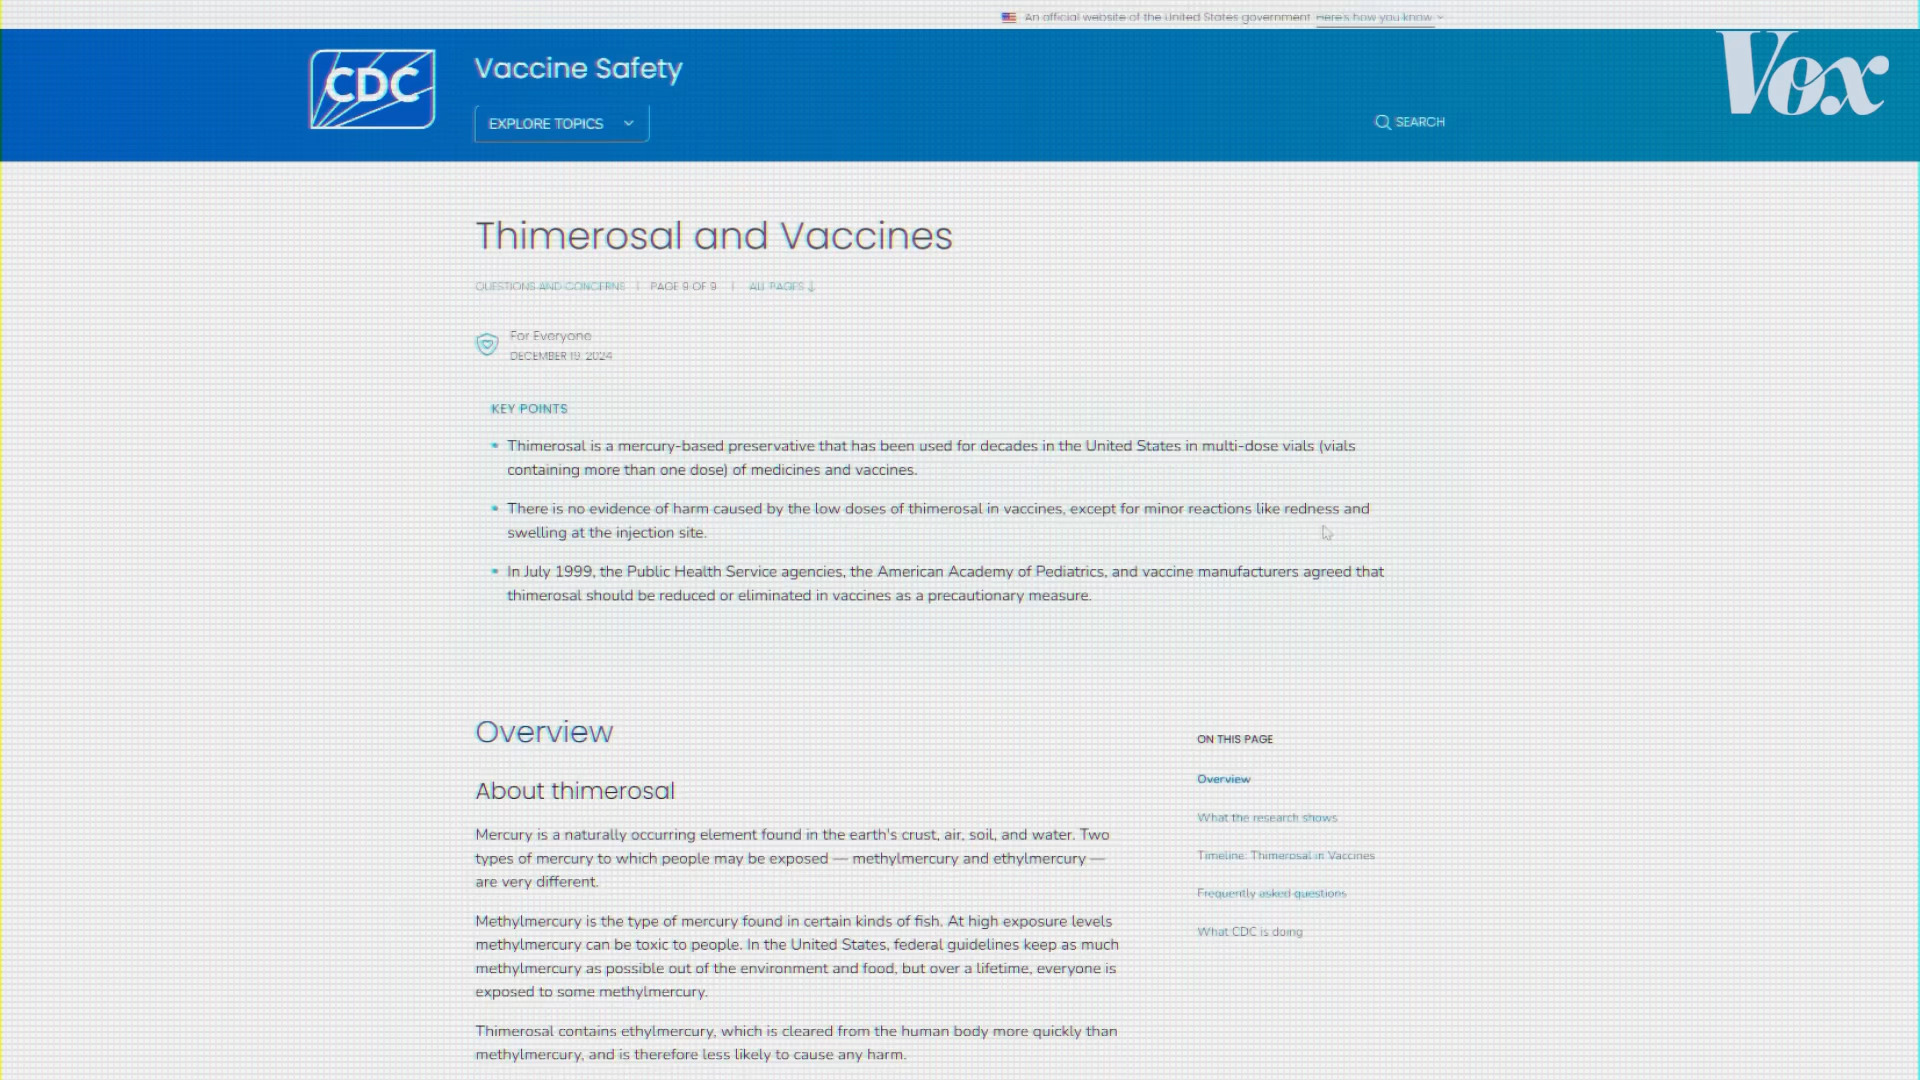 An official website of the United States government Here's how you know
CDC
Vaccine Safety
EXPLORE TOPICS
SEARCH
Vox
Thimerosal and Vaccines
QUESTIONS AND CONCERNS | PAGE 9 OF 9 | ALL PAGES ↓
For Everyone
DECEMBER 19, 2024
KEY POINTS
• Thimerosal is a mercury-based preservative that has been used for decades in the United States in multi-dose vials (vials
containing more than one dose) of medicines and vaccines.
• There is no evidence of harm caused by the low doses of thimerosal in vaccines, except for minor reactions like redness and
swelling at the injection site.
• In July 1999, the Public Health Service agencies, the American Academy of Pediatrics, and vaccine manufacturers agreed that
thimerosal should be reduced or eliminated in vaccines as a precautionary measure.
Overview
About thimerosal
Mercury is a naturally occurring element found in the earth's crust, air, soil, and water. Two
types of mercury to which people may be exposed — methylmercury and ethylmercury —
are very different.
Methylmercury is the type of mercury found in certain kinds of fish. At high exposure levels
methylmercury can be toxic to people. In the United States, federal guidelines keep as much
methylmercury as possible out of the environment and food, but over a lifetime, everyone is
exposed to some methylmercury.
Thimerosal contains ethylmercury, which is cleared from the human body more quickly than
methylmercury, and is therefore less likely to cause any harm.
ON THIS PAGE
Overview
What the research shows
Timeline: Thimerosal in Vaccines
Frequently asked questions
What CDC is doing